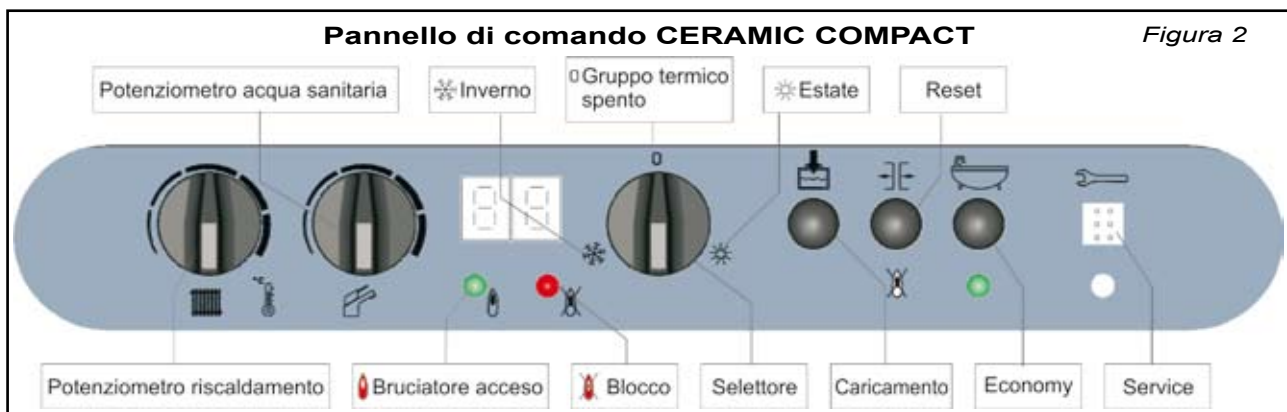 Pannello di comando CERAMIC COMPACT
Figura 2
Potenziometro acqua sanitaria
Inverno
0 Gruppo termico
spento
Estate
Reset
0
88
°C
Potenziometro riscaldamento
Bruciatore acceso
Blocco
Selettore
Caricamento
Economy
Service